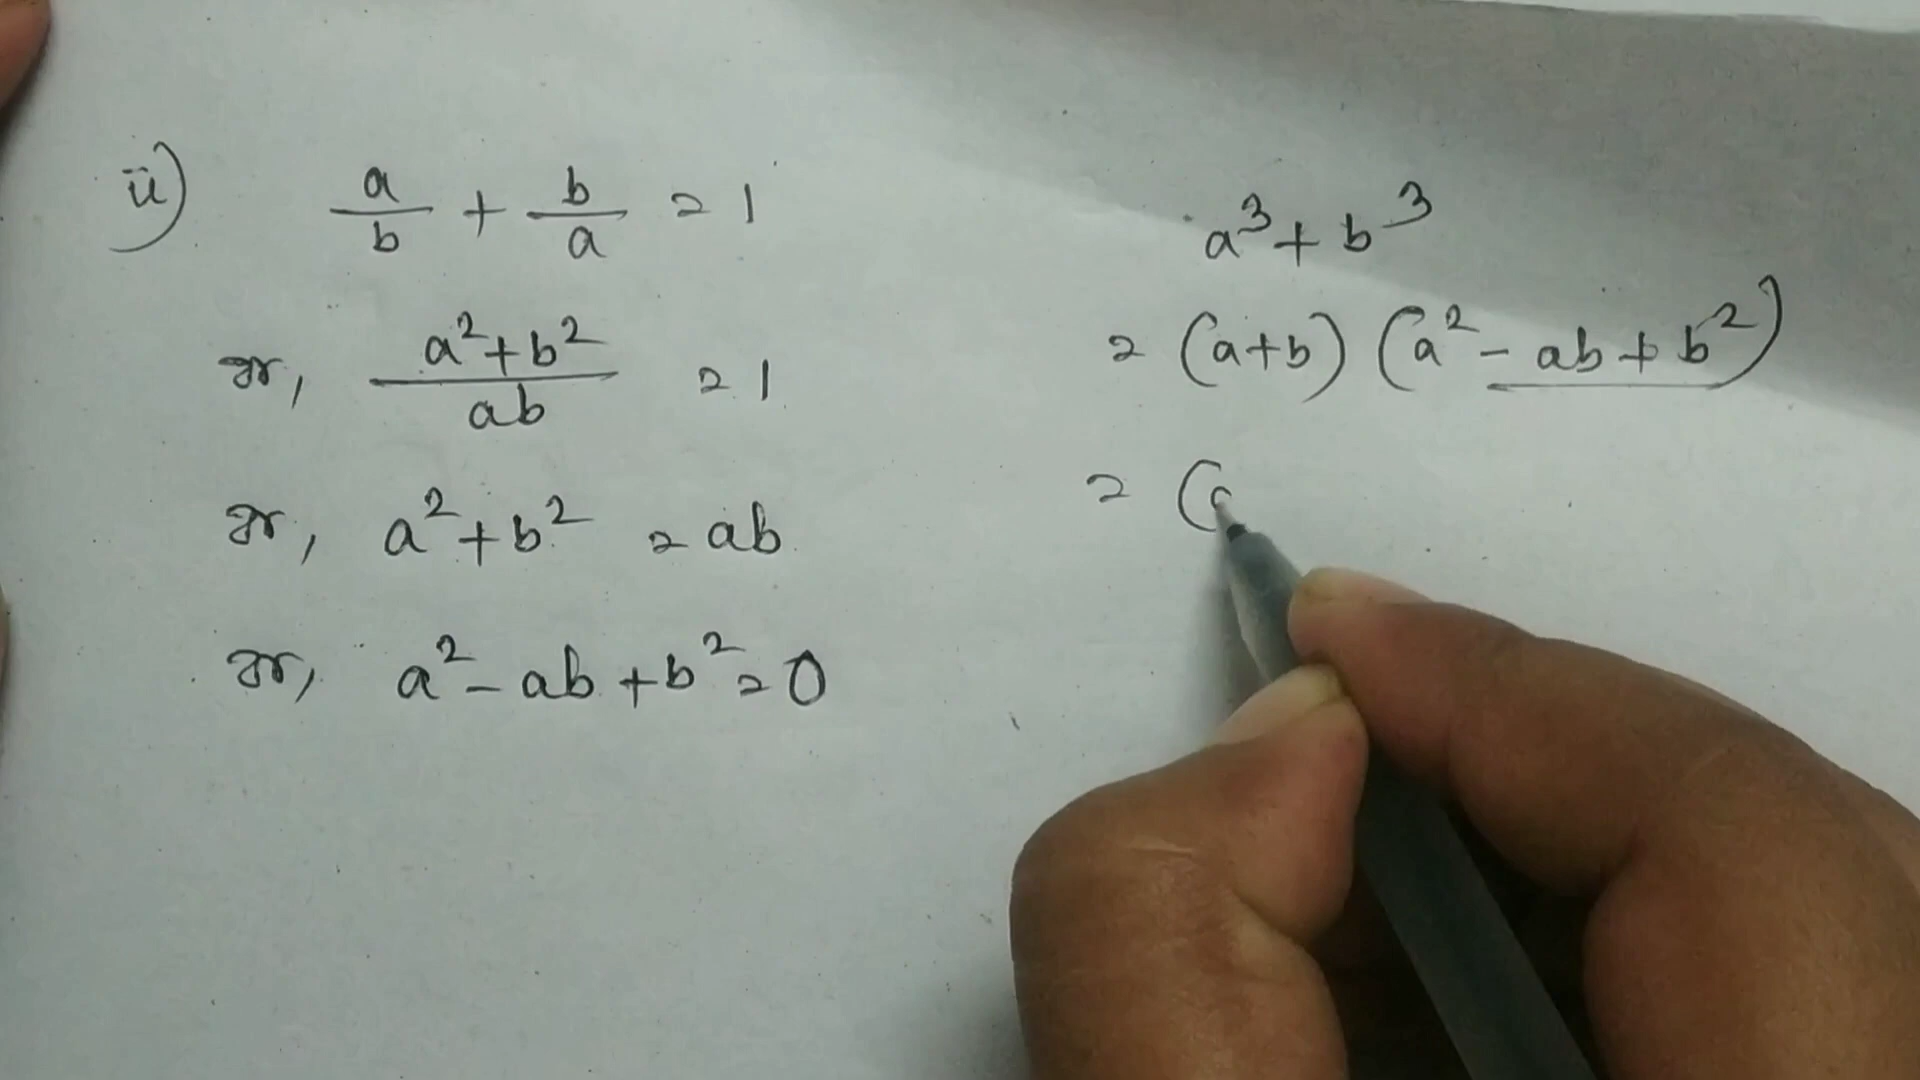 ii) a/b + b/a = 1
বা, (a²+b²)/ab = 1
বা, a²+b² = ab
বা, a² - ab + b² = 0
a³ + b³
= (a+b) (a² - ab + b²)
= (a